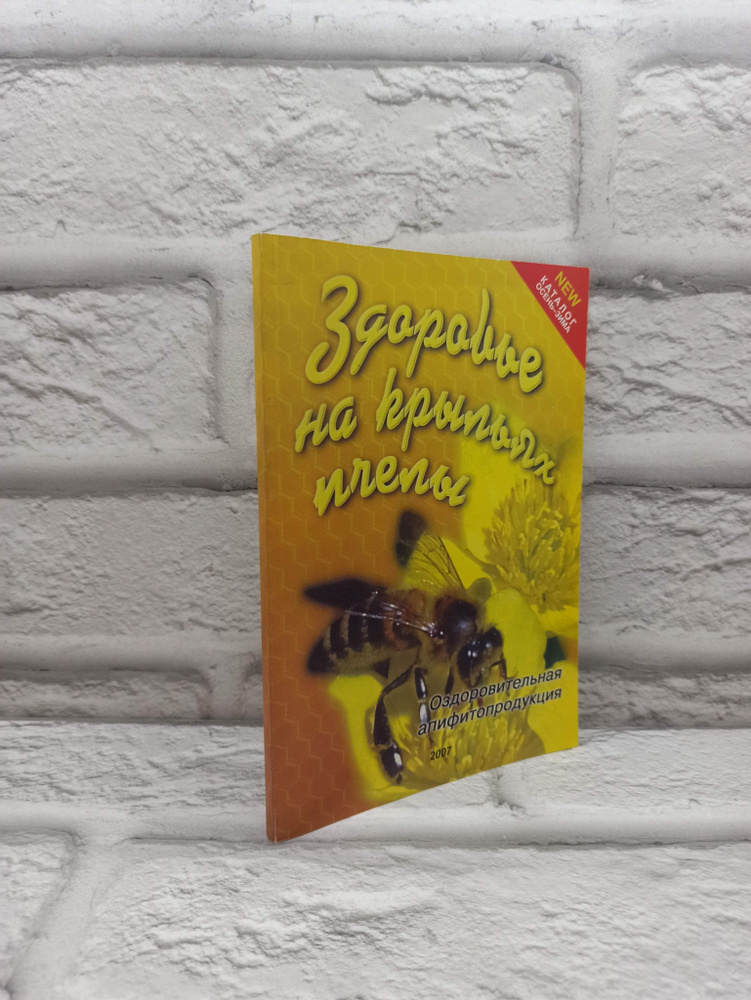 NEW
КАТАЛОГ
ОСЕНЬ-ЗИМА
Здоровье
на крыльях
пчелы
Оздоровительная
апифитопродукция
2007